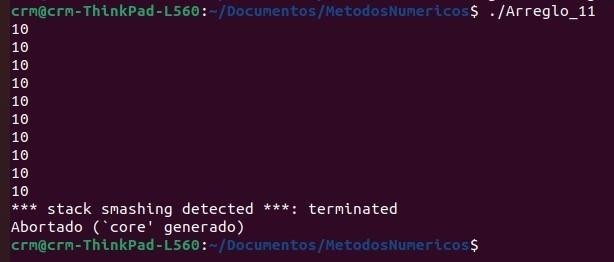 crm@crm-ThinkPad-L560:~/Documentos/MetodosNumericos$ ./Arreglo_11
10
10
10
10
10
10
10
10
10
10
*** stack smashing detected ***: terminated
Abortado (`core' generado)
crm@crm-ThinkPad-L560:~/Documentos/MetodosNumericos$